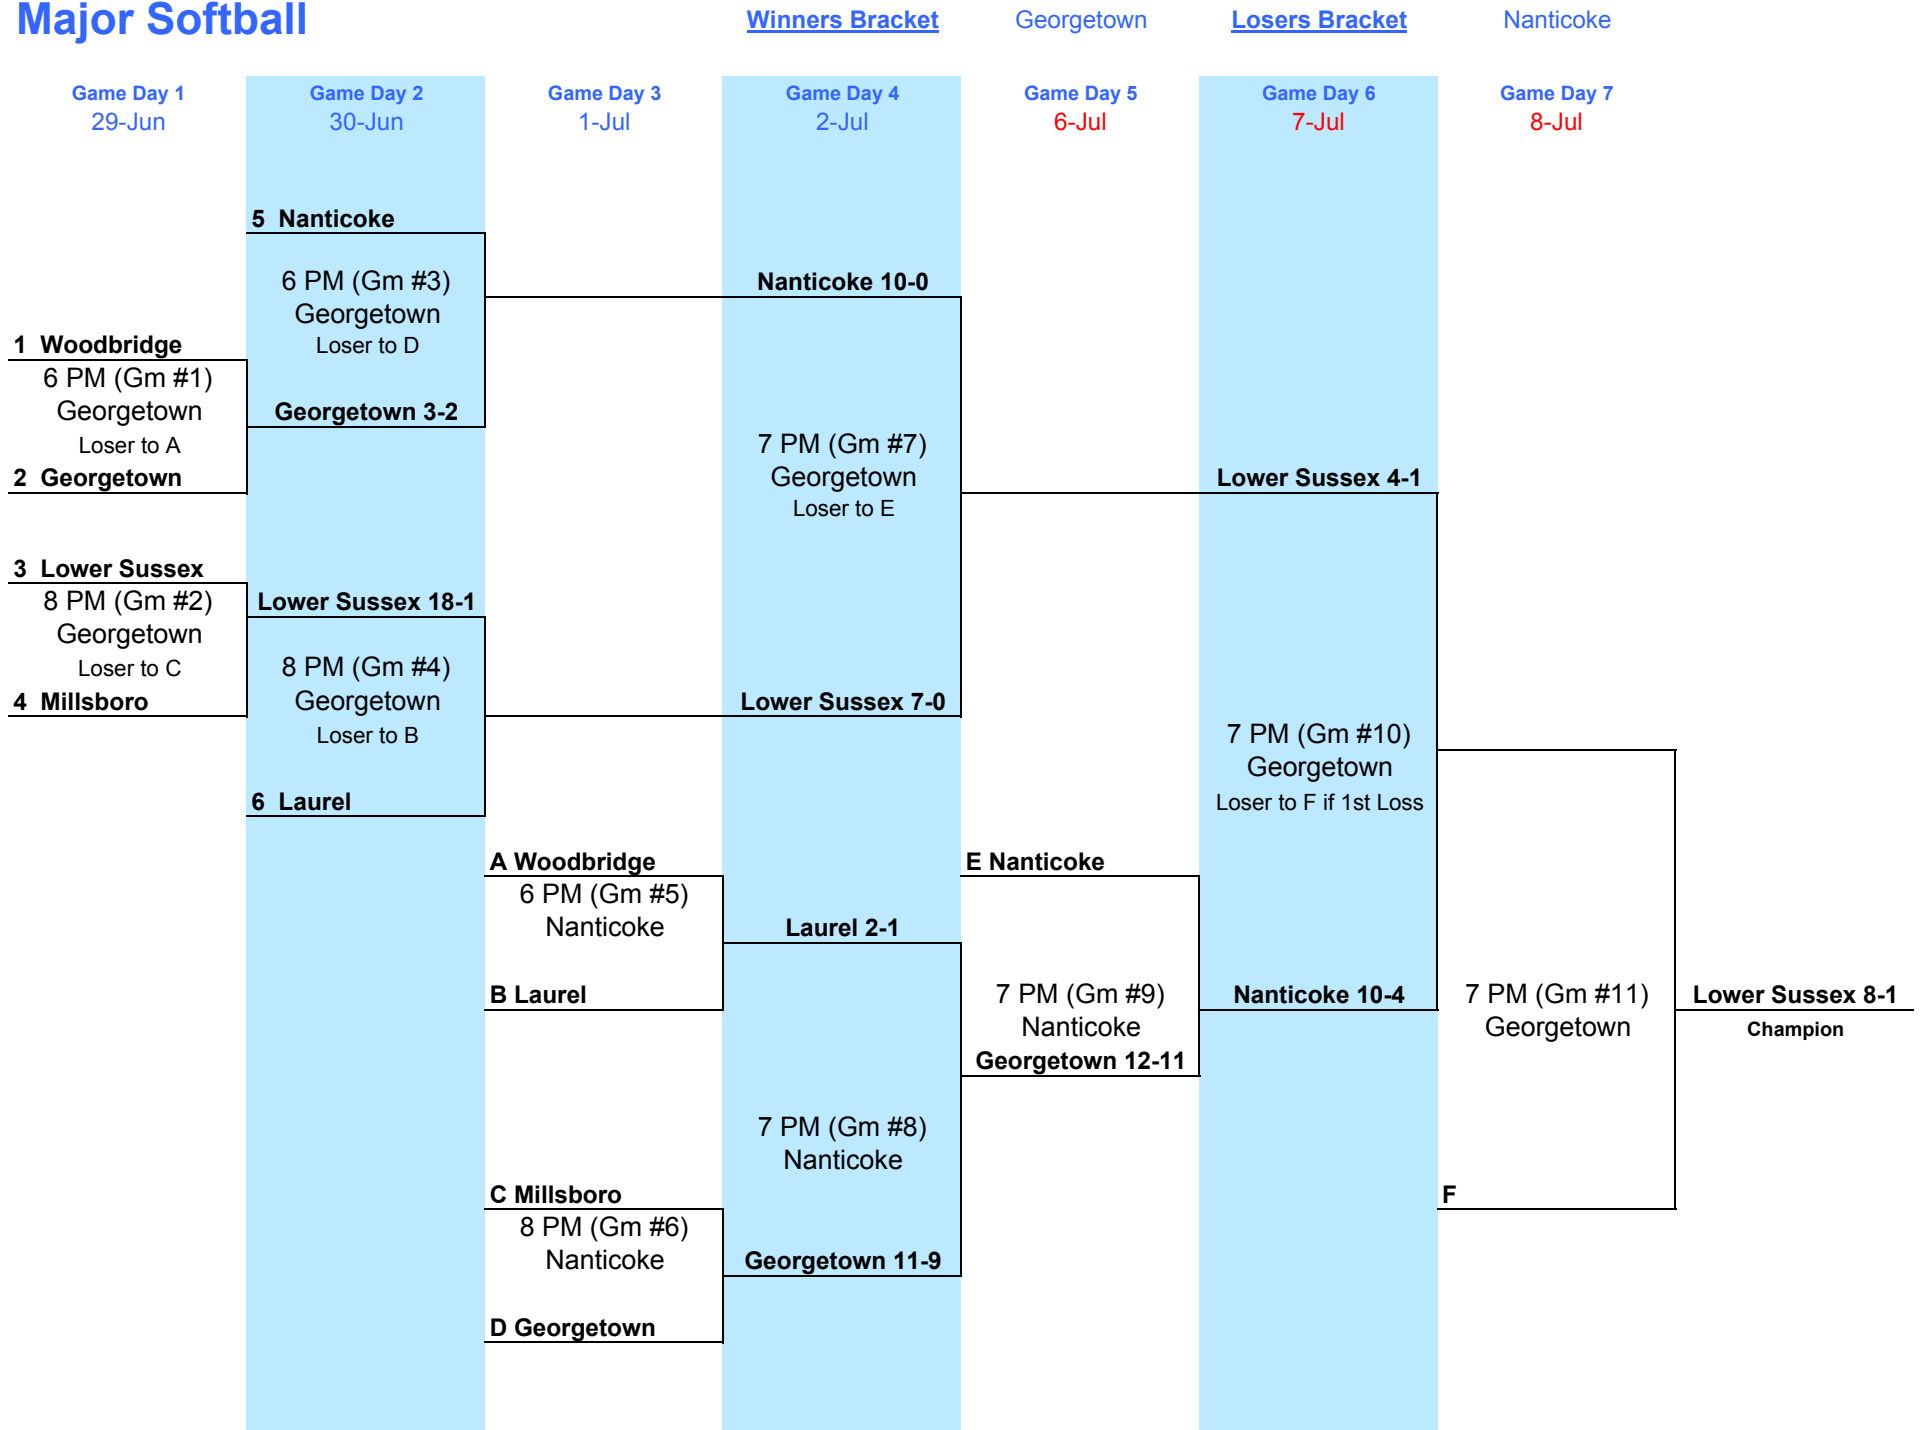 Major Softball
Winners Bracket Georgetown Losers Bracket Nanticoke
Game Day 1 Game Day 2 Game Day 3 Game Day 4 Game Day 5 Game Day 6 Game Day 7
29-Jun 30-Jun 1-Jul 2-Jul 6-Jul 7-Jul 8-Jul
5 Nanticoke
6 PM (Gm #3)
Georgetown
Loser to D
Nanticoke 10-0
1 Woodbridge
6 PM (Gm #1)
Georgetown
Loser to A
2 Georgetown
Georgetown 3-2
7 PM (Gm #7)
Georgetown
Loser to E
Lower Sussex 4-1
3 Lower Sussex
8 PM (Gm #2)
Georgetown
Loser to C
4 Millsboro
Lower Sussex 18-1
8 PM (Gm #4)
Georgetown
Loser to B
6 Laurel
Lower Sussex 7-0
7 PM (Gm #10)
Georgetown
Loser to F if 1st Loss
A Woodbridge
6 PM (Gm #5)
Nanticoke
B Laurel
Laurel 2-1
E Nanticoke
7 PM (Gm #9)
Nanticoke
Georgetown 12-11
Nanticoke 10-4
7 PM (Gm #11)
Georgetown
Lower Sussex 8-1
Champion
7 PM (Gm #8)
Nanticoke
C Millsboro
8 PM (Gm #6)
Nanticoke
D Georgetown
Georgetown 11-9
F